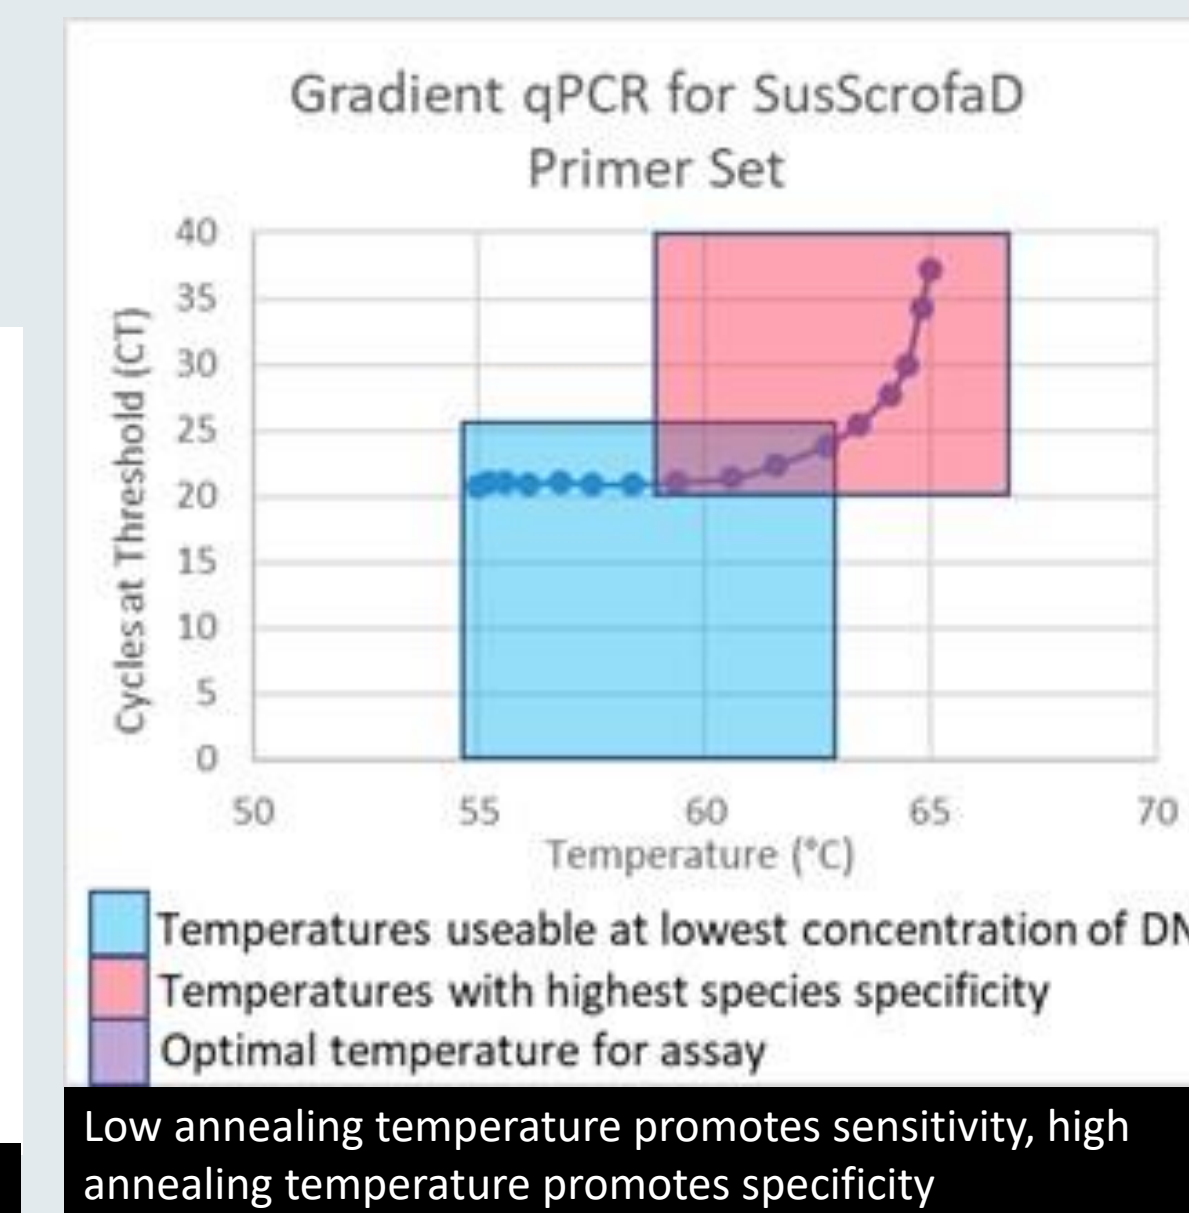 Gradient qPCR for SusScrofaD
Primer Set
Cycles at Threshold (CT)
40
35
30
25
20
15
10
5
0
50 55 60 65 70
Temperature (°C)
Temperatures useable at lowest concentration of DN
Temperatures with highest species specificity
Optimal temperature for assay
Low annealing temperature promotes sensitivity, high
annealing temperature promotes specificity